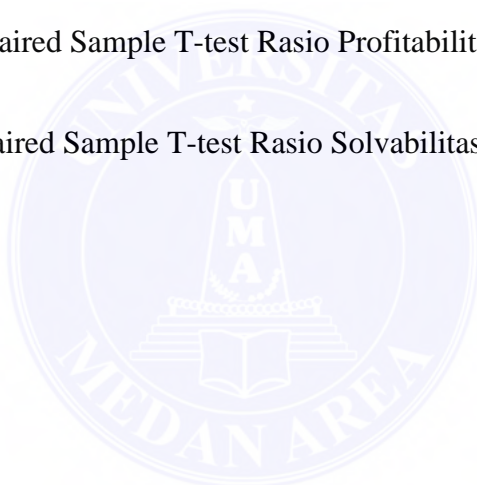 aired Sample T-test Rasio Profitabilit
aired Sample T-test Rasio Solvabilitas
UNIVERSITAS
UMA
MEDAN AREA